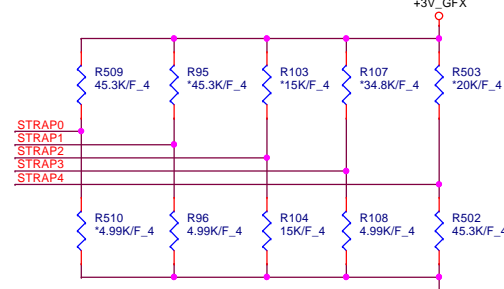 +3V_GFX
R509
45.3K/F_4
R95
*45.3K/F_4
R103
*15K/F_4
R107
*34.8K/F_4
R503
*20K/F_4
STRAP0
STRAP1
STRAP2
STRAP3
STRAP4
R510
*4.99K/F_4
R96
4.99K/F_4
R104
15K/F_4
R108
4.99K/F_4
R502
45.3K/F_4